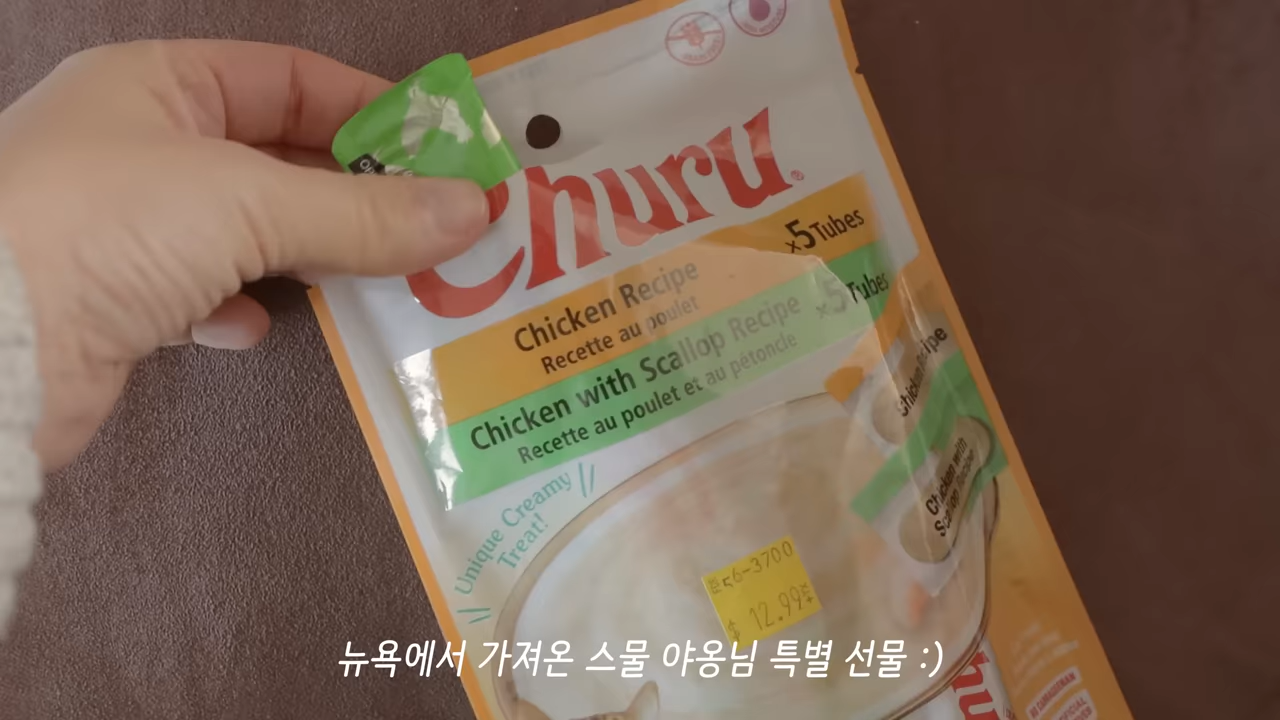 Churu®
x5 Tubes
Chicken Recipe
Recette au poulet
x5 Tubes
Chicken with Scallop Recipe
Recette au poulet et au pétoncle
Chicken Recipe
Chicken with
Scallop Recipe
Unique Creamy
Treat!
56-3700
$ 12.99
뉴욕에서 가져온 스물 야옹님 특별 선물 :)